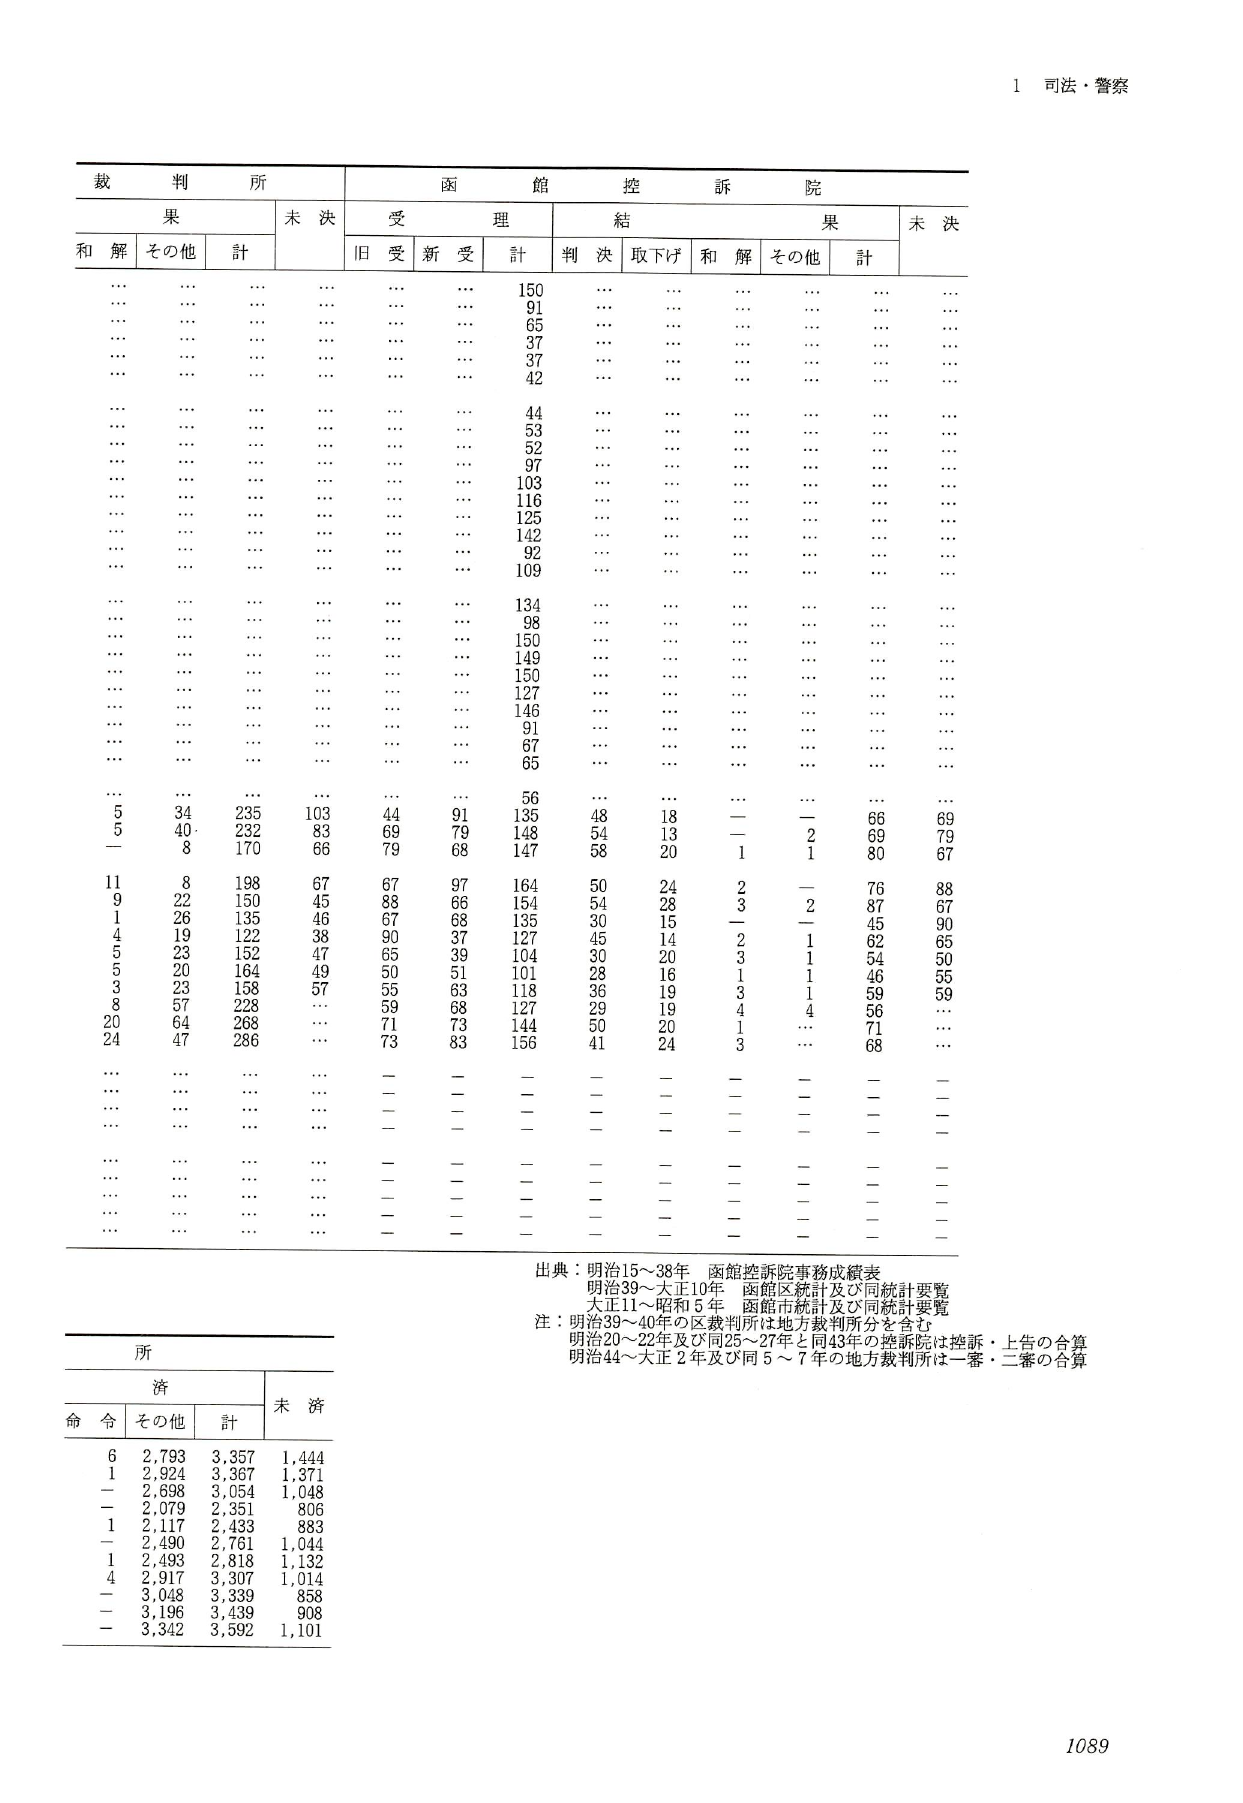 1　司法・警察
裁　判　所　函　館　控　訴　院
果　未　決　受　理　結　果　未　決
和　解　その他　計　旧　受　新　受　計　判　決　取下げ　和　解　その他　計
…　…　…　…　…　…　150　…　…　…　…　…　…
…　…　…　…　…　…　91　…　…　…　…　…　…
…　…　…　…　…　…　65　…　…　…　…　…　…
…　…　…　…　…　…　37　…　…　…　…　…　…
…　…　…　…　…　…　37　…　…　…　…　…　…
…　…　…　…　…　…　42　…　…　…　…　…　…
…　…　…　…　…　…　44　…　…　…　…　…　…
…　…　…　…　…　…　53　…　…　…　…　…　…
…　…　…　…　…　…　52　…　…　…　…　…　…
…　…　…　…　…　…　97　…　…　…　…　…　…
…　…　…　…　…　…　103　…　…　…　…　…　…
…　…　…　…　…　…　116　…　…　…　…　…　…
…　…　…　…　…　…　125　…　…　…　…　…　…
…　…　…　…　…　…　142　…　…　…　…　…　…
…　…　…　…　…　…　92　…　…　…　…　…　…
…　…　…　…　…　…　109　…　…　…　…　…　…
…　…　…　…　…　…　134　…　…　…　…　…　…
…　…　…　…　…　…　98　…　…　…　…　…　…
…　…　…　…　…　…　150　…　…　…　…　…　…
…　…　…　…　…　…　149　…　…　…　…　…　…
…　…　…　…　…　…　150　…　…　…　…　…　…
…　…　…　…　…　…　127　…　…　…　…　…　…
…　…　…　…　…　…　146　…　…　…　…　…　…
…　…　…　…　…　…　91　…　…　…　…　…　…
…　…　…　…　…　…　67　…　…　…　…　…　…
…　…　…　…　…　…　65　…　…　…　…　…　…
…　…　…　…　…　…　56　…　…　…　…　…　…
5　34　235　103　44　91　135　48　18　—　—　66　69
5　40　232　83　69　79　148　54　13　—　2　69　79
—　8　170　66　79　68　147　58　20　1　1　80　67
11　8　198　67　67　97　164　50　24　2　—　76　88
9　22　150　45　88　66　154　54　28　3　2　87　67
1　26　135　46　67　68　135　30　15　—　—　45　90
4　19　122　38　90　37　127　45　14　2　1　62　65
5　23　152　47　65　39　104　30　20　3　1　54　50
5　20　164　49　50　51　101　28　16　1　1　46　55
3　23　158　57　55　63　118　36　19　3　1　59　59
8　57　228　…　59　68　127　29　19　4　4　56　…
20　64　268　…　71　73　144　50　20　1　…　71　…
24　47　286　…　73　83　156　41　24　3　…　68　…
…　…　…　…　—　—　—　—　—　—　—　—　—
…　…　…　…　—　—　—　—　—　—　—　—　—
…　…　…　…　—　—　—　—　—　—　—　—　—
…　…　…　…　—　—　—　—　—　—　—　—　—
…　…　…　…　—　—　—　—　—　—　—　—　—
…　…　…　…　—　—　—　—　—　—　—　—　—
…　…　…　…　—　—　—　—　—　—　—　—　—
…　…　…　…　—　—　—　—　—　—　—　—　—
…　…　…　…　—　—　—　—　—　—　—　—　—
出典：明治15～38年　函館控訴院事務成績表
明治39～大正10年　函館区統計及び同統計要覧
大正11～昭和5年　函館市統計及び同統計要覧
注：明治39～40年の区裁判所は地方裁判所分を含む
明治20～22年及び同25～27年と同43年の控訴院は控訴・上告の合算
明治44～大正2年及び同5～7年の地方裁判所は一審・二審の合算
所
済　未　済
命　令　その他　計
6　2,793　3,357　1,444
1　2,924　3,367　1,371
—　2,698　3,054　1,048
—　2,079　2,351　806
1　2,117　2,433　883
—　2,490　2,761　1,044
1　2,493　2,818　1,132
4　2,917　3,307　1,014
—　3,048　3,339　858
—　3,196　3,439　908
—　3,342　3,592　1,101
1089